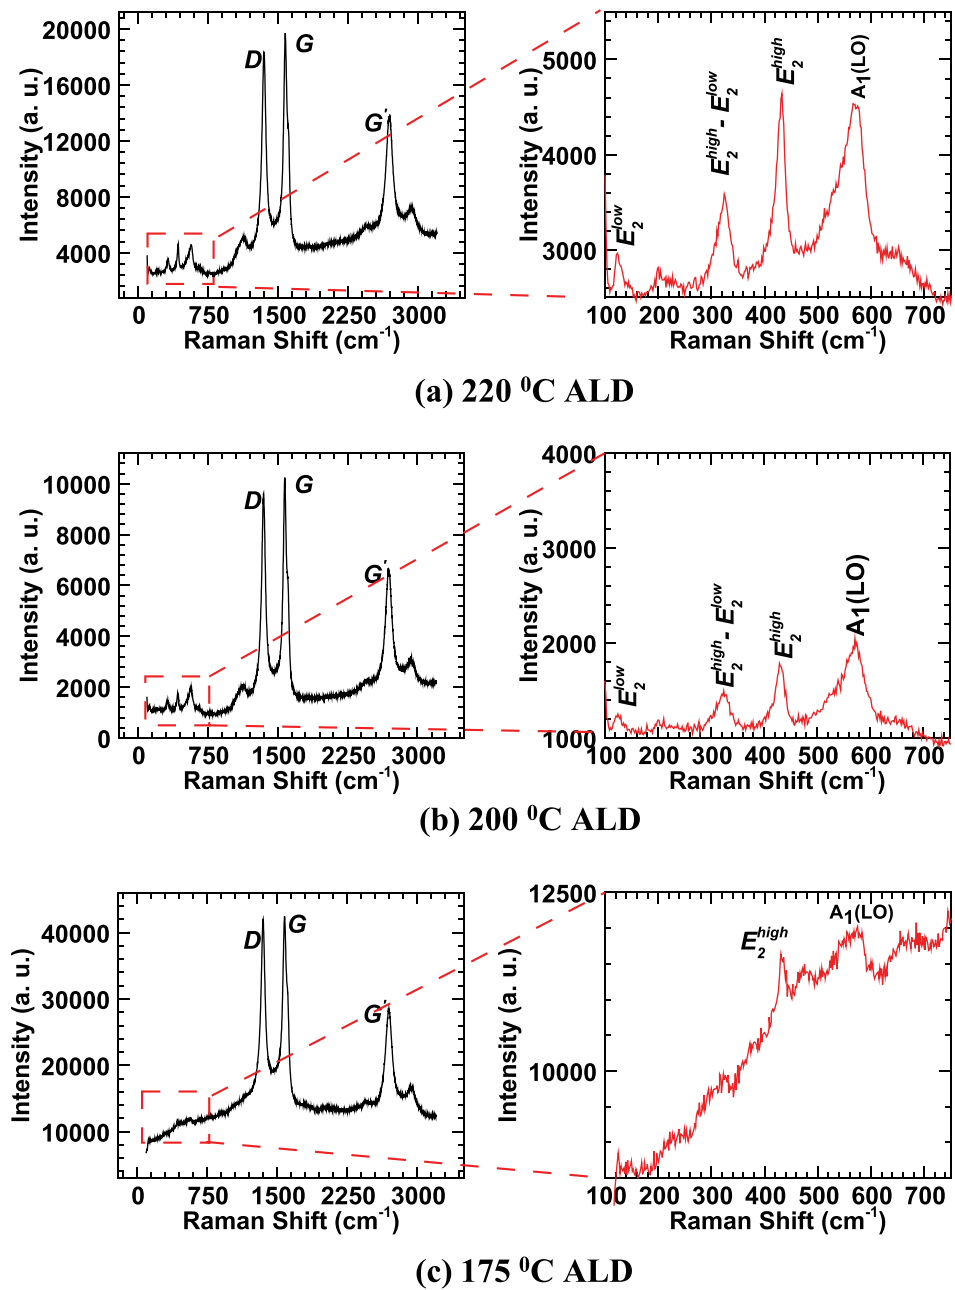 20000
16000
12000
8000
4000
Intensity (a. u.)
D
G
G'
0 750 1500 2250 3000
Raman Shift (cm-1)
5000
4000
3000
Intensity (a. u.)
E2low
E2high - E2low
E2high
A1(LO)
100 200 300 400 500 600 700
Raman Shift (cm-1)
(a) 220 0C ALD
10000
8000
6000
4000
2000
0
Intensity (a. u.)
D
G
G'
0 750 1500 2250 3000
Raman Shift (cm-1)
4000
3000
2000
1000
Intensity (a. u.)
E2low
E2high - E2low
E2high
A1(LO)
100 200 300 400 500 600 700
Raman Shift (cm-1)
(b) 200 0C ALD
40000
30000
20000
10000
Intensity (a. u.)
D
G
G'
0 750 1500 2250 3000
Raman Shift (cm-1)
12500
10000
Intensity (a. u.)
E2high
A1(LO)
100 200 300 400 500 600 700
Raman Shift (cm-1)
(c) 175 0C ALD